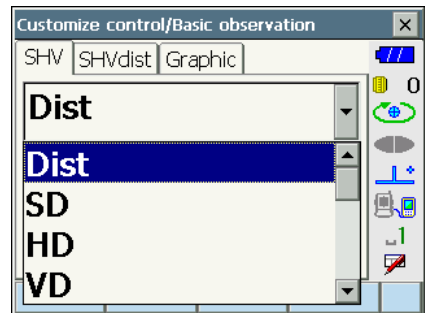 Customize control/Basic observation
SHV SHVdist Graphic
Dist
Dist
SD
HD
VD
0
1